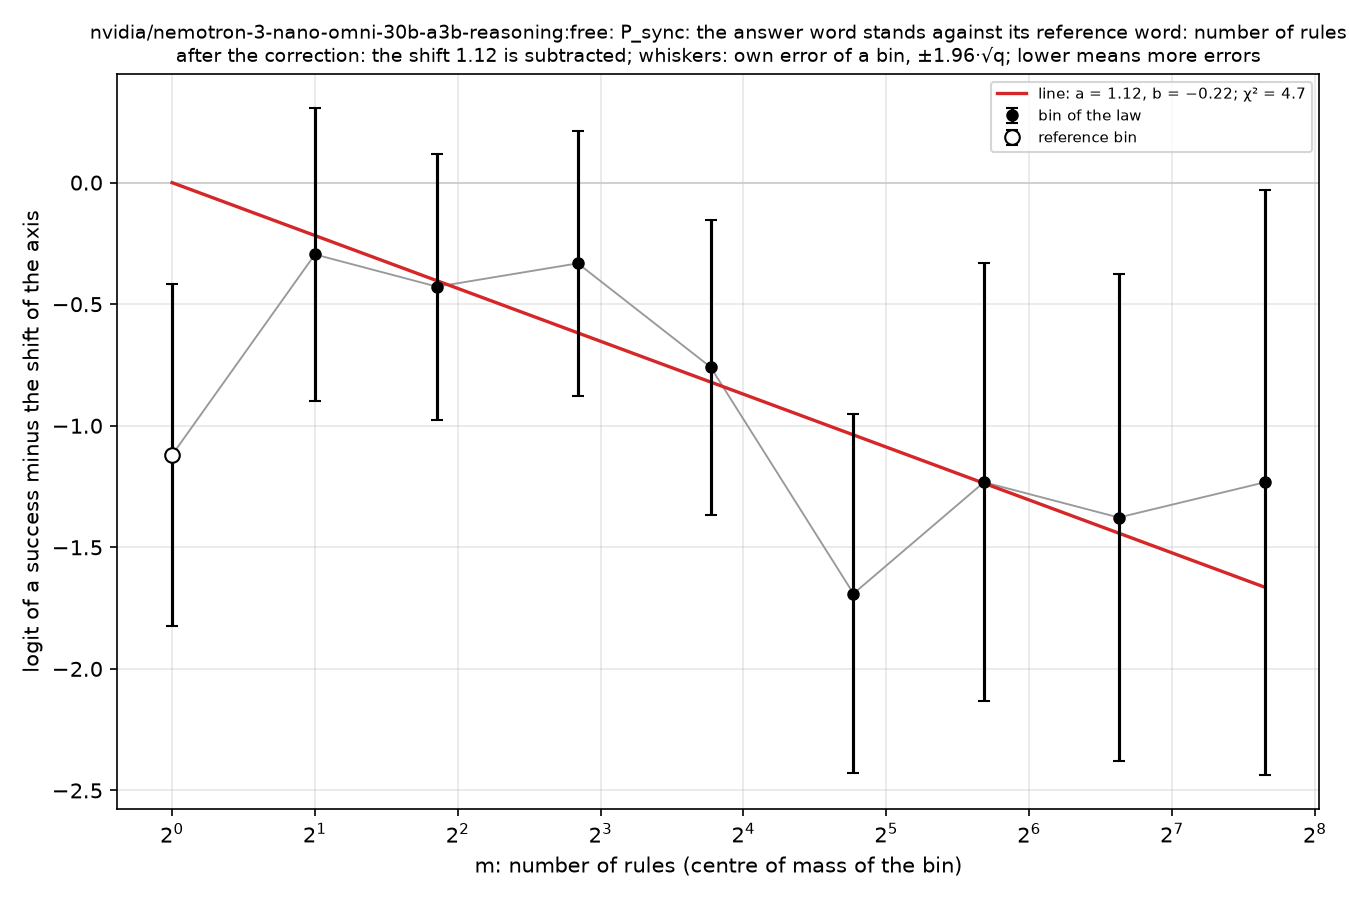 nvidia/nemotron-3-nano-omni-30b-a3b-reasoning:free: P_sync: the answer word stands against its reference word: number of rules
after the correction: the shift 1.12 is subtracted; whiskers: own error of a bin, ±1.96·√q; lower means more errors
line: a = 1.12, b = −0.22; χ² = 4.7
bin of the law
reference bin
logit of a success minus the shift of the axis
0.0
−0.5
−1.0
−1.5
−2.0
−2.5
2⁰ 2¹ 2² 2³ 2⁴ 2⁵ 2⁶ 2⁷ 2⁸
m: number of rules (centre of mass of the bin)